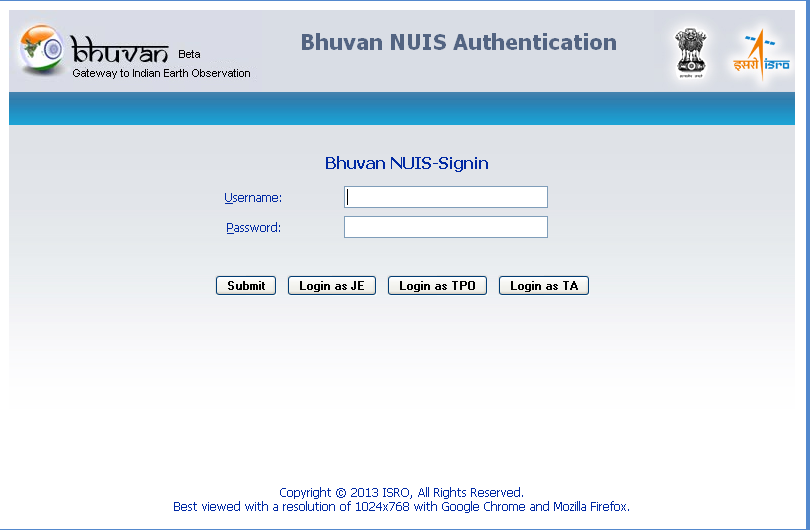 bhuvan Beta
Gateway to Indian Earth Observation
Bhuvan NUIS Authentication
इसरो isro
Bhuvan NUIS-Signin
Username:
Password:
Submit Login as JE Login as TPO Login as TA
Copyright © 2013 ISRO, All Rights Reserved.
Best viewed with a resolution of 1024x768 with Google Chrome and Mozilla Firefox.